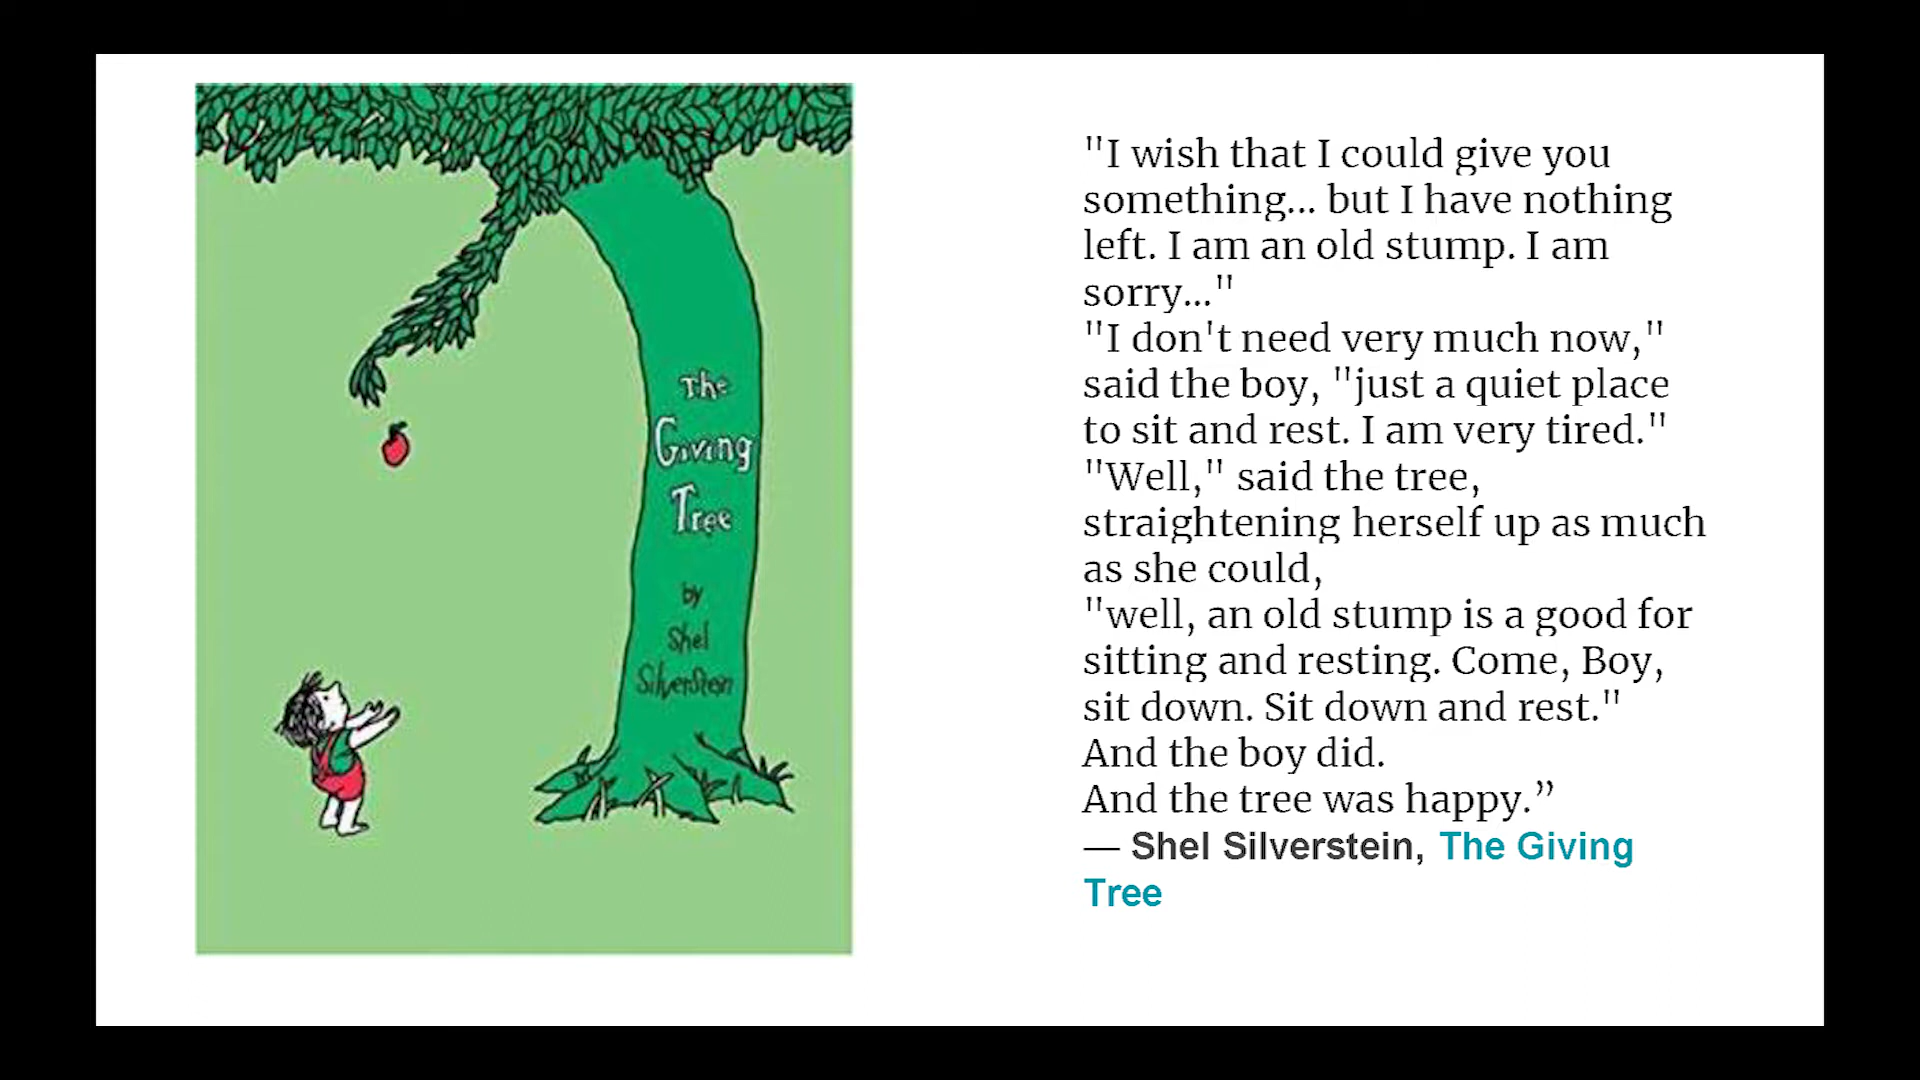 The
Giving
Tree
by
Shel
Silverstein
"I wish that I could give you
something... but I have nothing
left. I am an old stump. I am
sorry..."
"I don't need very much now,"
said the boy, "just a quiet place
to sit and rest. I am very tired."
"Well," said the tree,
straightening herself up as much
as she could,
"well, an old stump is a good for
sitting and resting. Come, Boy,
sit down. Sit down and rest."
And the boy did.
And the tree was happy.”
— Shel Silverstein, The Giving
Tree